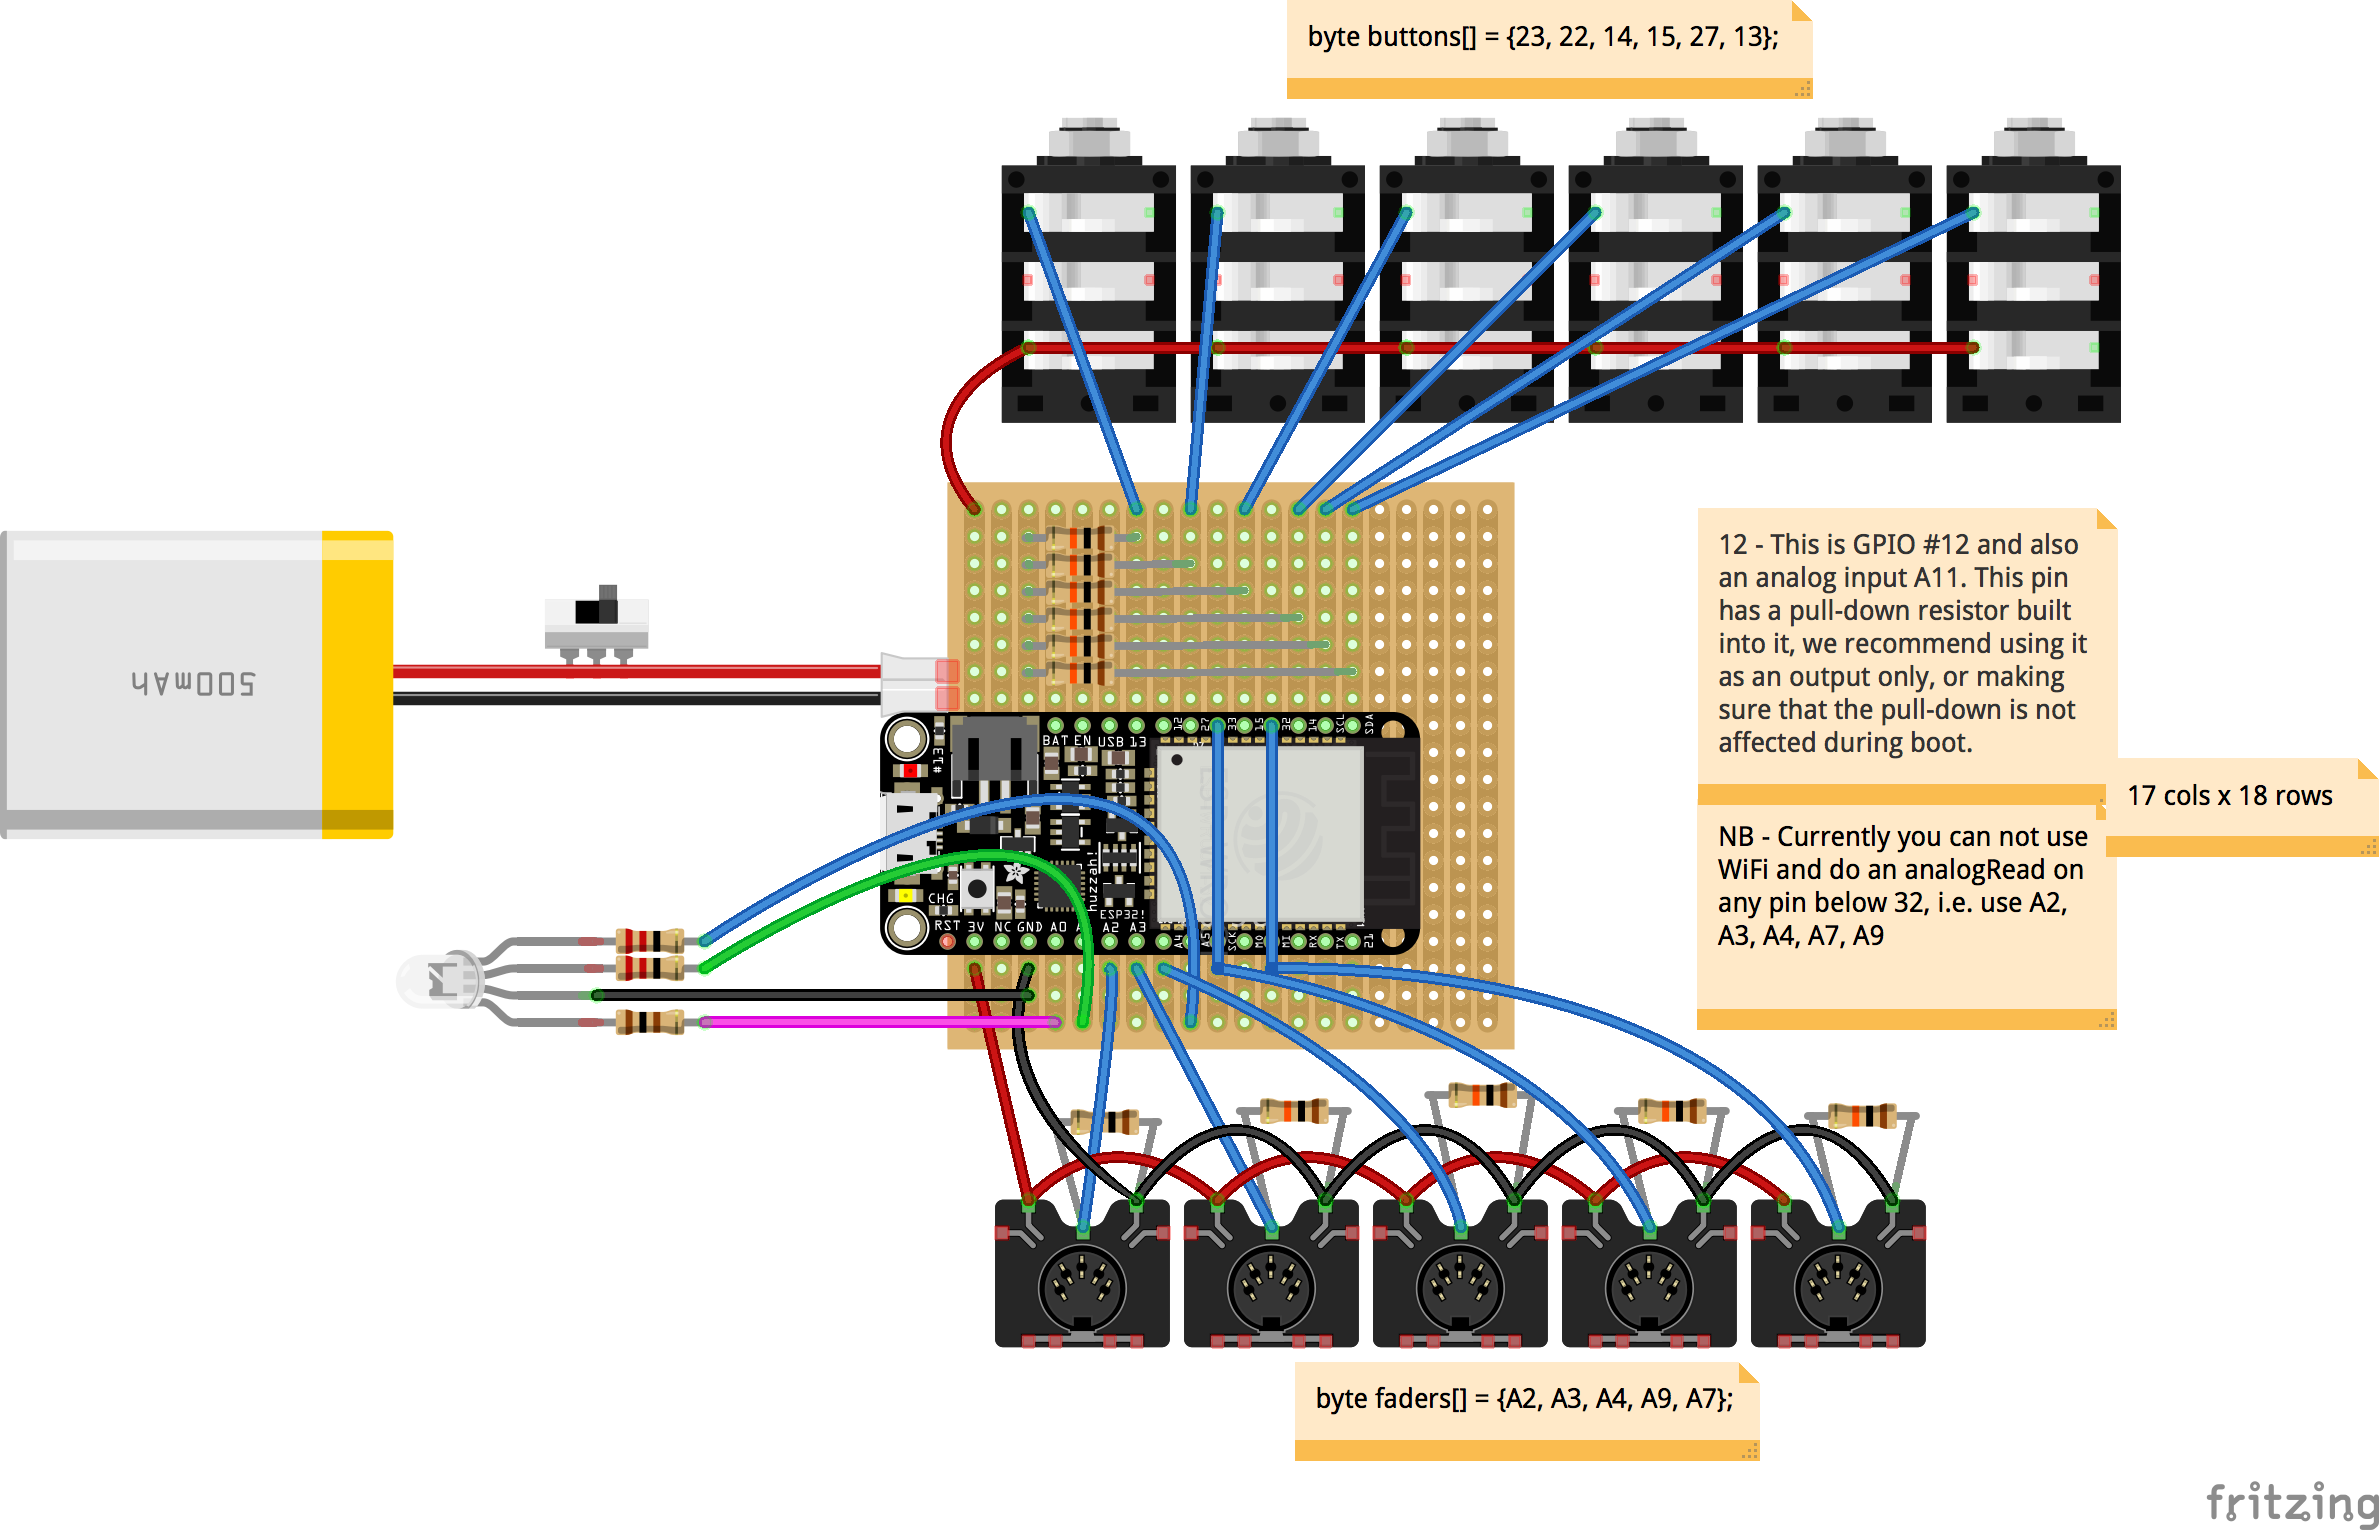 byte buttons[] = {23, 22, 14, 15, 27, 13};
500mAh
12 - This is GPIO #12 and also
an analog input A11. This pin
has a pull-down resistor built
into it, we recommend using it
as an output only, or making
sure that the pull-down is not
affected during boot.
17 cols x 18 rows
NB - Currently you can not use
WiFi and do an analogRead on
any pin below 32, i.e. use A2,
A3, A4, A7, A9
BAT EN USB 13 12 27 33 15 32 14 SCL SDA
#13
huzzah!
CHG
ESP32!
RST 3V NC GND A0 A2 A3 A4 A5 SCK MO MI RX TX 21
byte faders[] = {A2, A3, A4, A9, A7};
fritzing